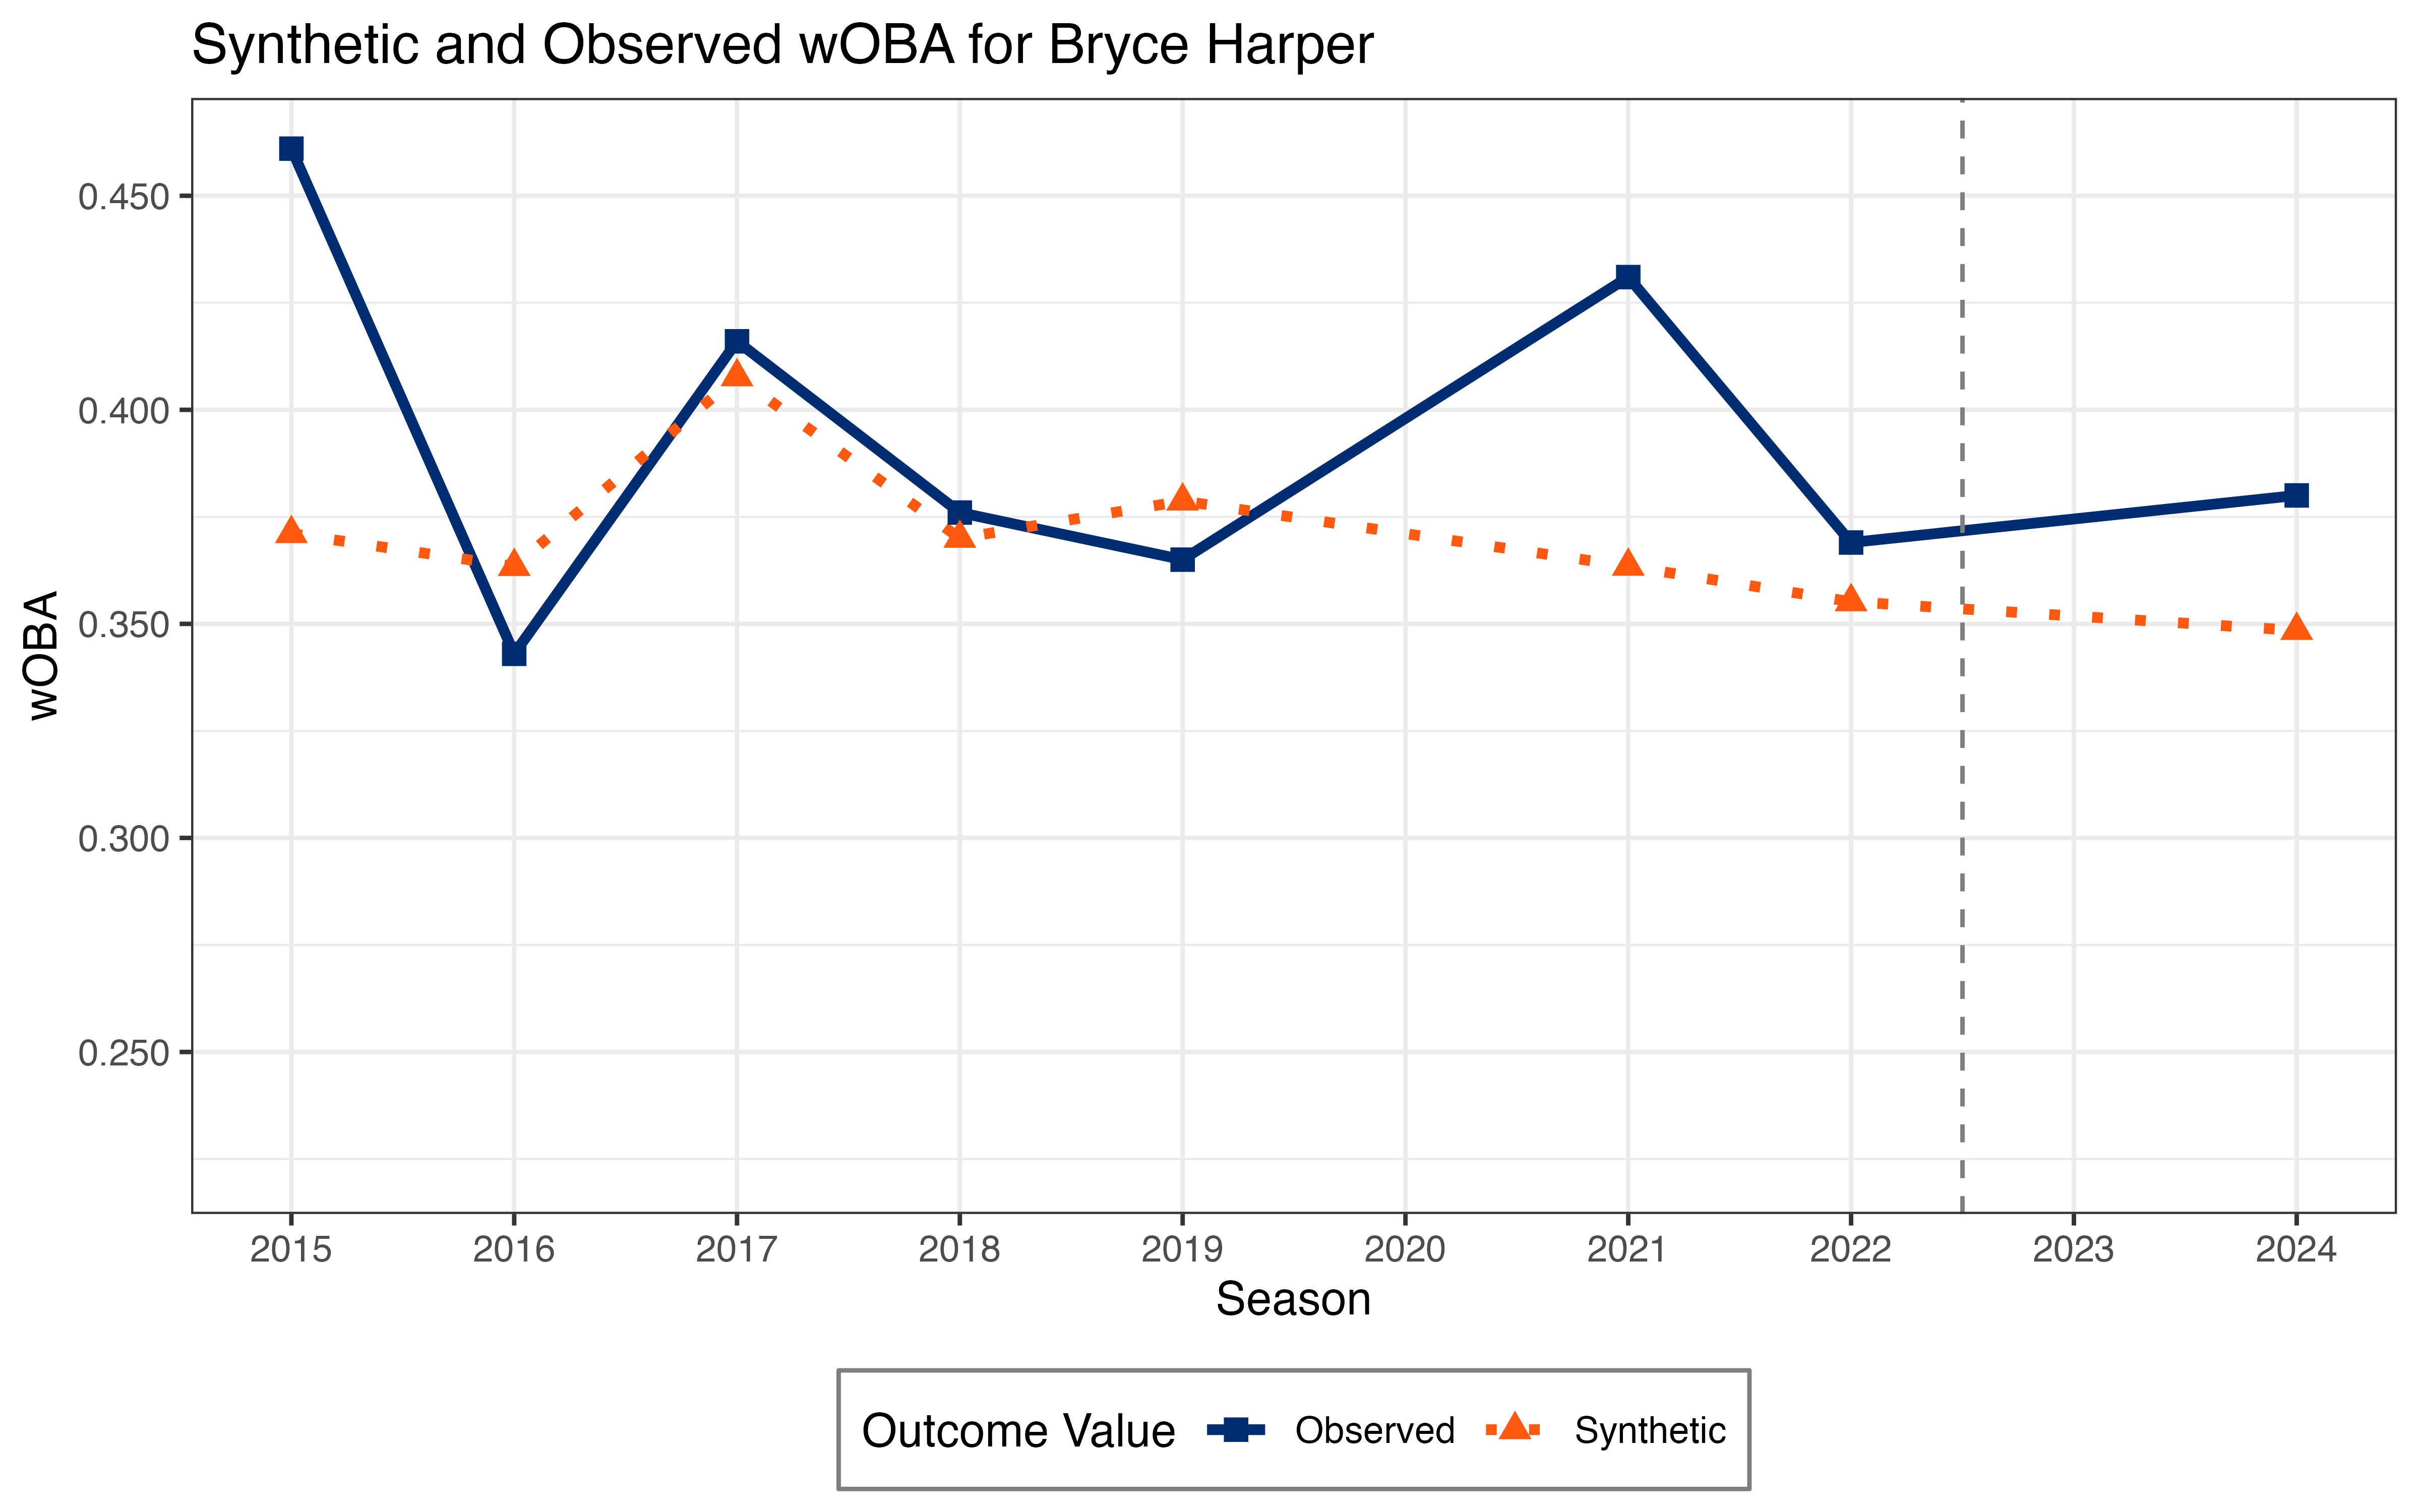 Synthetic and Observed wOBA for Bryce Harper
wOBA
0.450
0.400
0.350
0.300
0.250
2015 2016 2017 2018 2019 2020 2021 2022 2023 2024
Season
Outcome Value Observed Synthetic